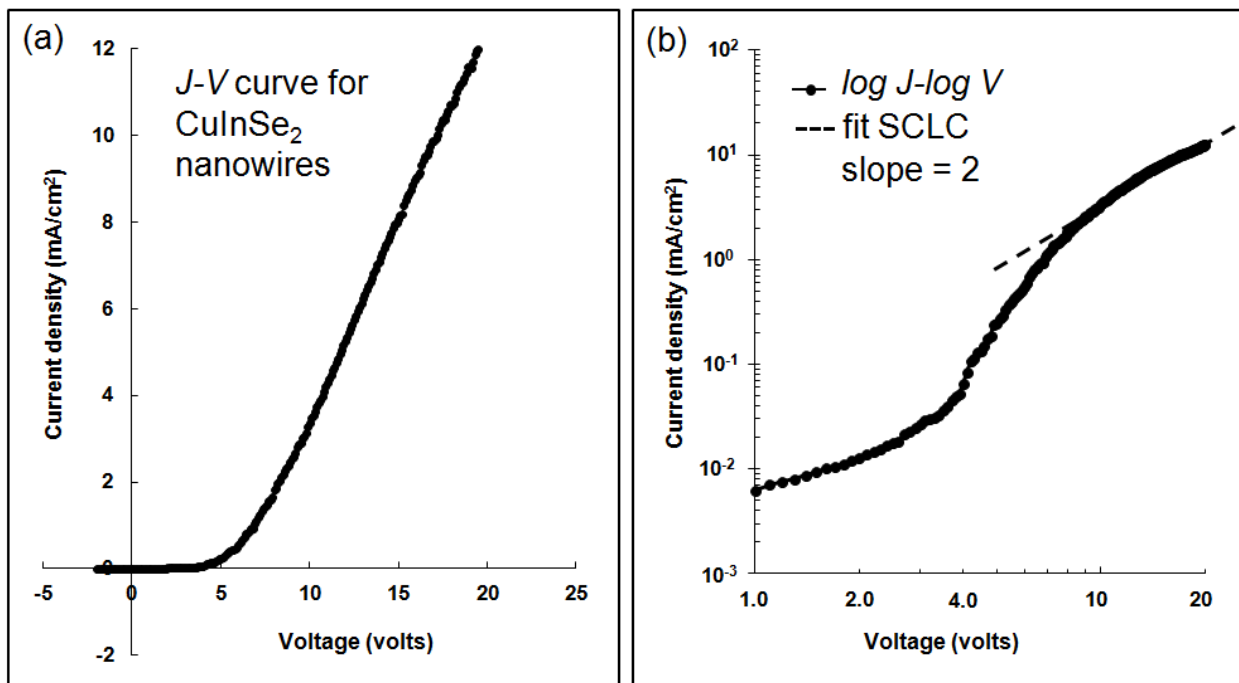 (a)
J-V curve for
CuInSe2
nanowires
12
10
8
6
4
2
0
-2
-5
0
5
10
15
20
25
Current density (mA/cm²)
Voltage (volts)
(b)
log J-log V
fit SCLC
slope = 2
10²
10¹
10⁰
10⁻¹
10⁻²
10⁻³
1.0
2.0
4.0
10
20
Current density (mA/cm²)
Voltage (volts)